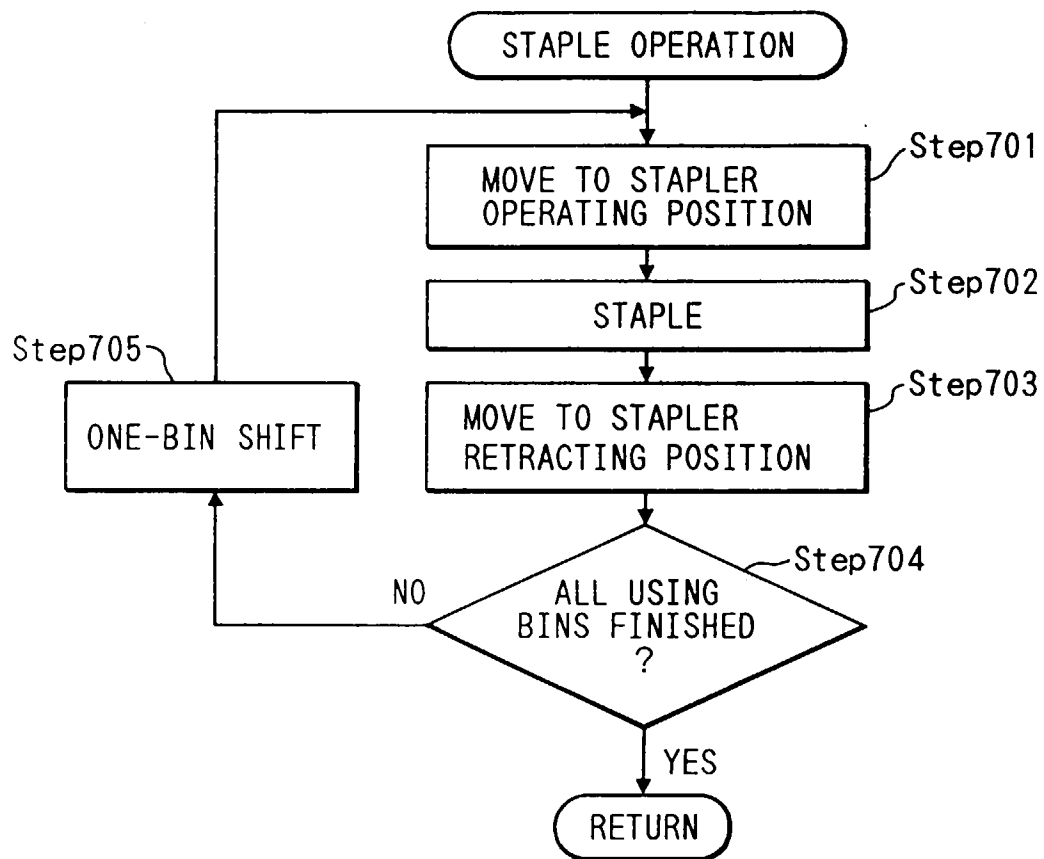 STAPLE OPERATION
Step701
MOVE TO STAPLER
OPERATING POSITION
Step702
STAPLE
Step703
MOVE TO STAPLER
RETRACTING POSITION
Step705
ONE-BIN SHIFT
Step704
ALL USING
BINS FINISHED
?
NO
YES
RETURN